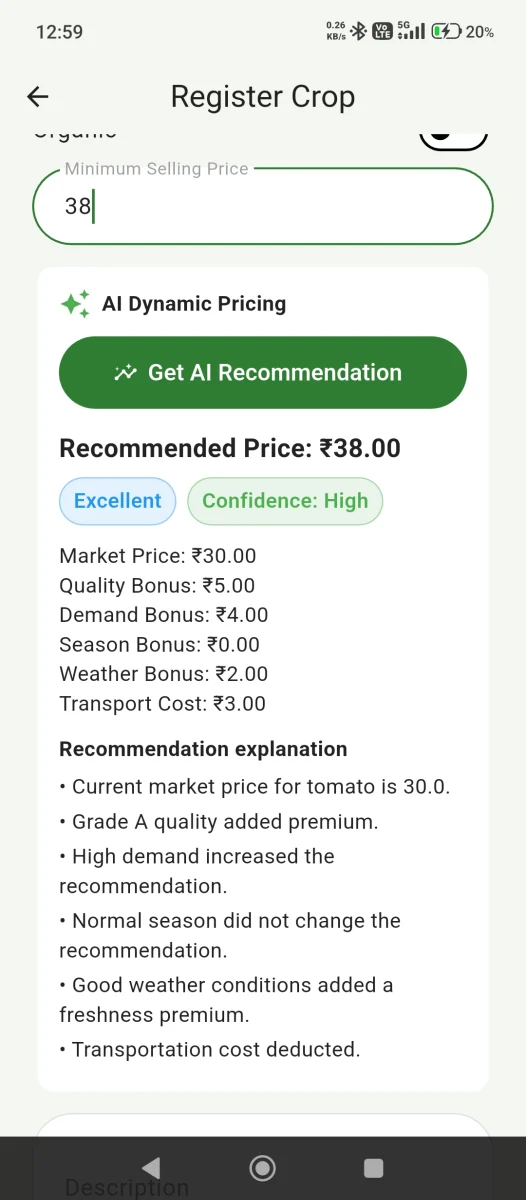 12:59
0.26
KB/s
Vo
LTE
5G
20%
Register Crop
Organic
Minimum Selling Price
38
AI Dynamic Pricing
Get AI Recommendation
Recommended Price: ₹38.00
Excellent
Confidence: High
Market Price: ₹30.00
Quality Bonus: ₹5.00
Demand Bonus: ₹4.00
Season Bonus: ₹0.00
Weather Bonus: ₹2.00
Transport Cost: ₹3.00
Recommendation explanation
• Current market price for tomato is 30.0.
• Grade A quality added premium.
• High demand increased the
recommendation.
• Normal season did not change the
recommendation.
• Good weather conditions added a
freshness premium.
• Transportation cost deducted.
Description